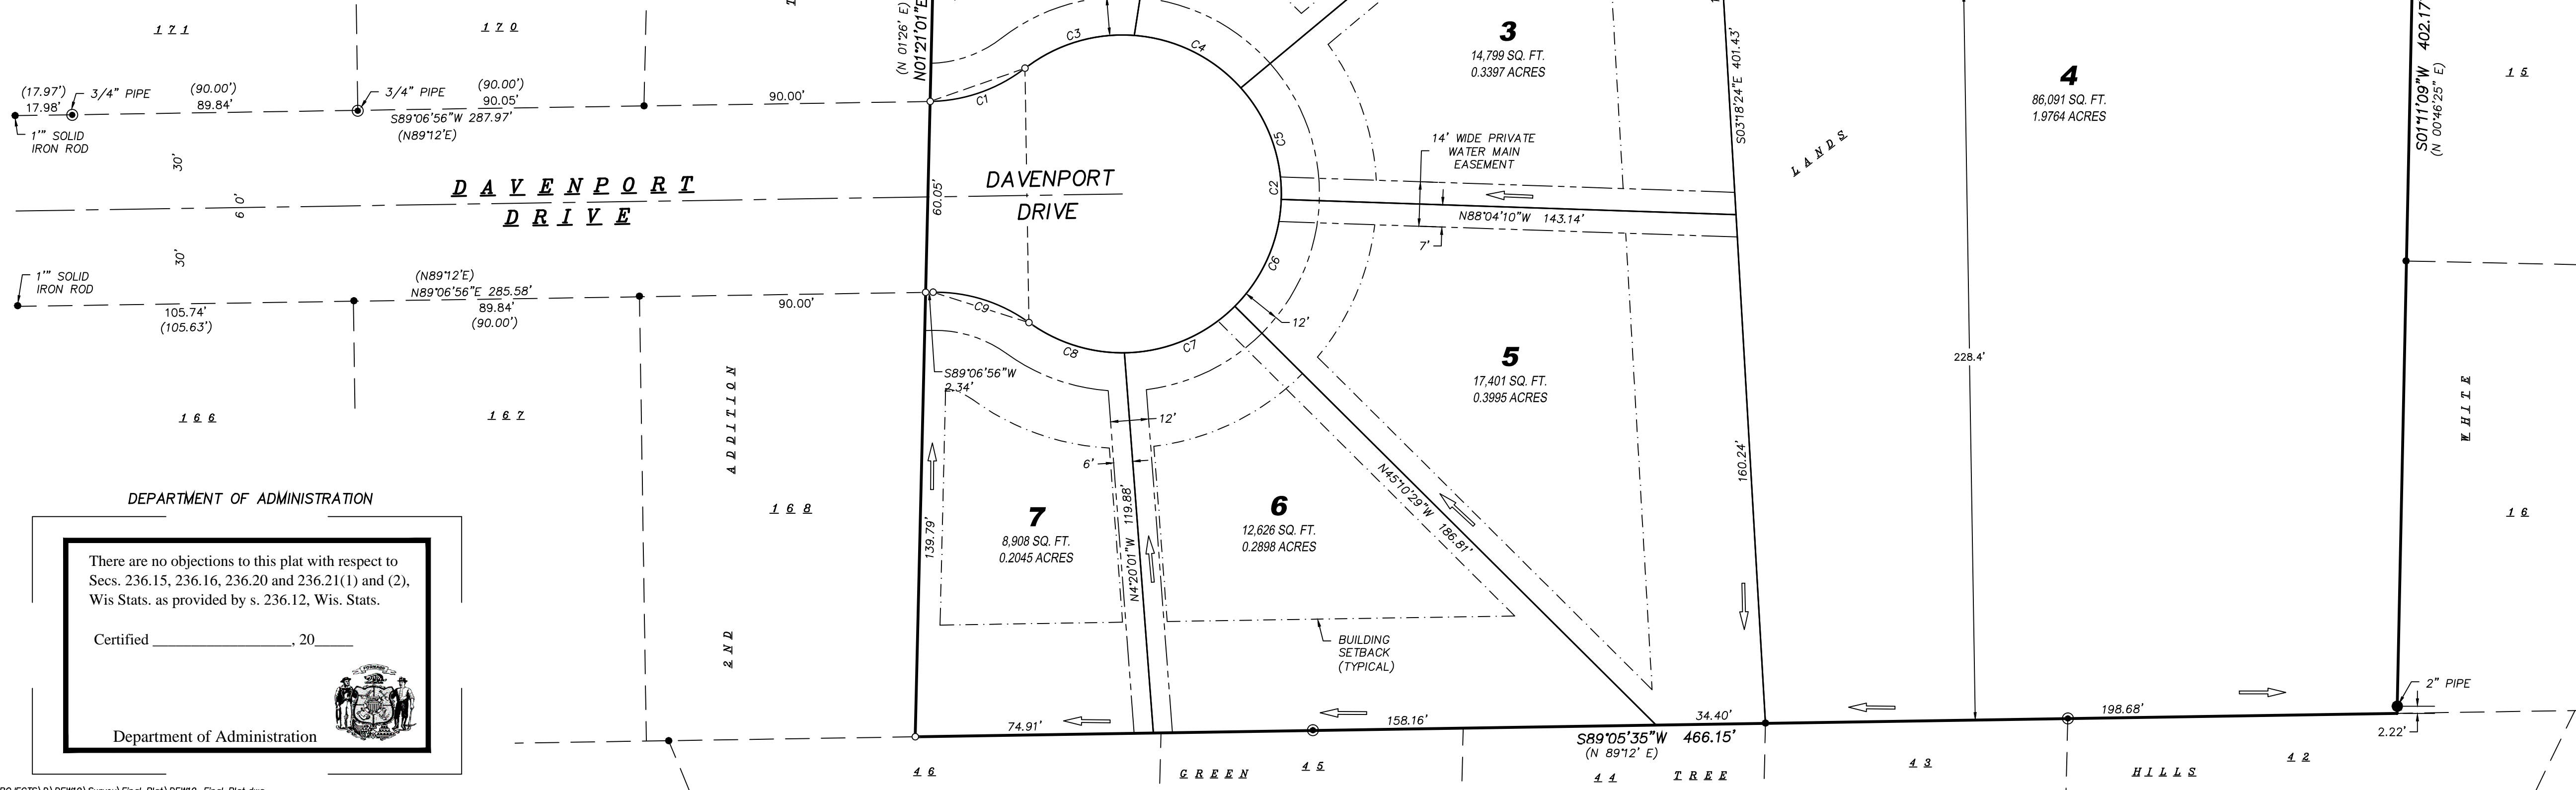 171
170
(N 01°26' E)
N01°21'01"E
C3
C4
3
14,799 SQ. FT.
0.3397 ACRES
S03°18'24"E 401.43'
4
86,091 SQ. FT.
1.9764 ACRES
S01°11'09"W 402.17'
(N 00°46'25" E)
15
(17.97')
17.98'
3/4" PIPE
(90.00')
89.84'
3/4" PIPE
(90.00')
90.05'
S89°06'56"W 287.97'
(N89°12'E)
90.00'
C1
1'" SOLID
IRON ROD
C5
14' WIDE PRIVATE
WATER MAIN
EASEMENT
LANDS
30'
60'
30'
DAVENPORT
DRIVE
60.05'
DAVENPORT
DRIVE
C2
N88°04'10"W 143.14'
7'
1'" SOLID
IRON ROD
(N89°12'E)
N89°06'56"E 285.58'
105.74'
(105.63')
89.84'
(90.00')
90.00'
C9
C8
C7
C6
12'
S89°06'56"W
2.34'
228.4'
5
17,401 SQ. FT.
0.3995 ACRES
166
167
2ND ADDITION
12'
6'
WHITE
N45°10'29"W 186.81'
160.24'
DEPARTMENT OF ADMINISTRATION
168
139.79'
7
8,908 SQ. FT.
0.2045 ACRES
N4°20'01"W 119.88'
6
12,626 SQ. FT.
0.2898 ACRES
16
There are no objections to this plat with respect to
Secs. 236.15, 236.16, 236.20 and 236.21(1) and (2),
Wis Stats. as provided by s. 236.12, Wis. Stats.
Certified __________________, 20_____
FORWARD
Department of Administration
BUILDING
SETBACK
(TYPICAL)
2" PIPE
74.91'
158.16'
34.40'
198.68'
2.22'
S89°05'35"W 466.15'
(N 89°12' E)
46
GREEN
45
44
TREE
43
HILLS
42